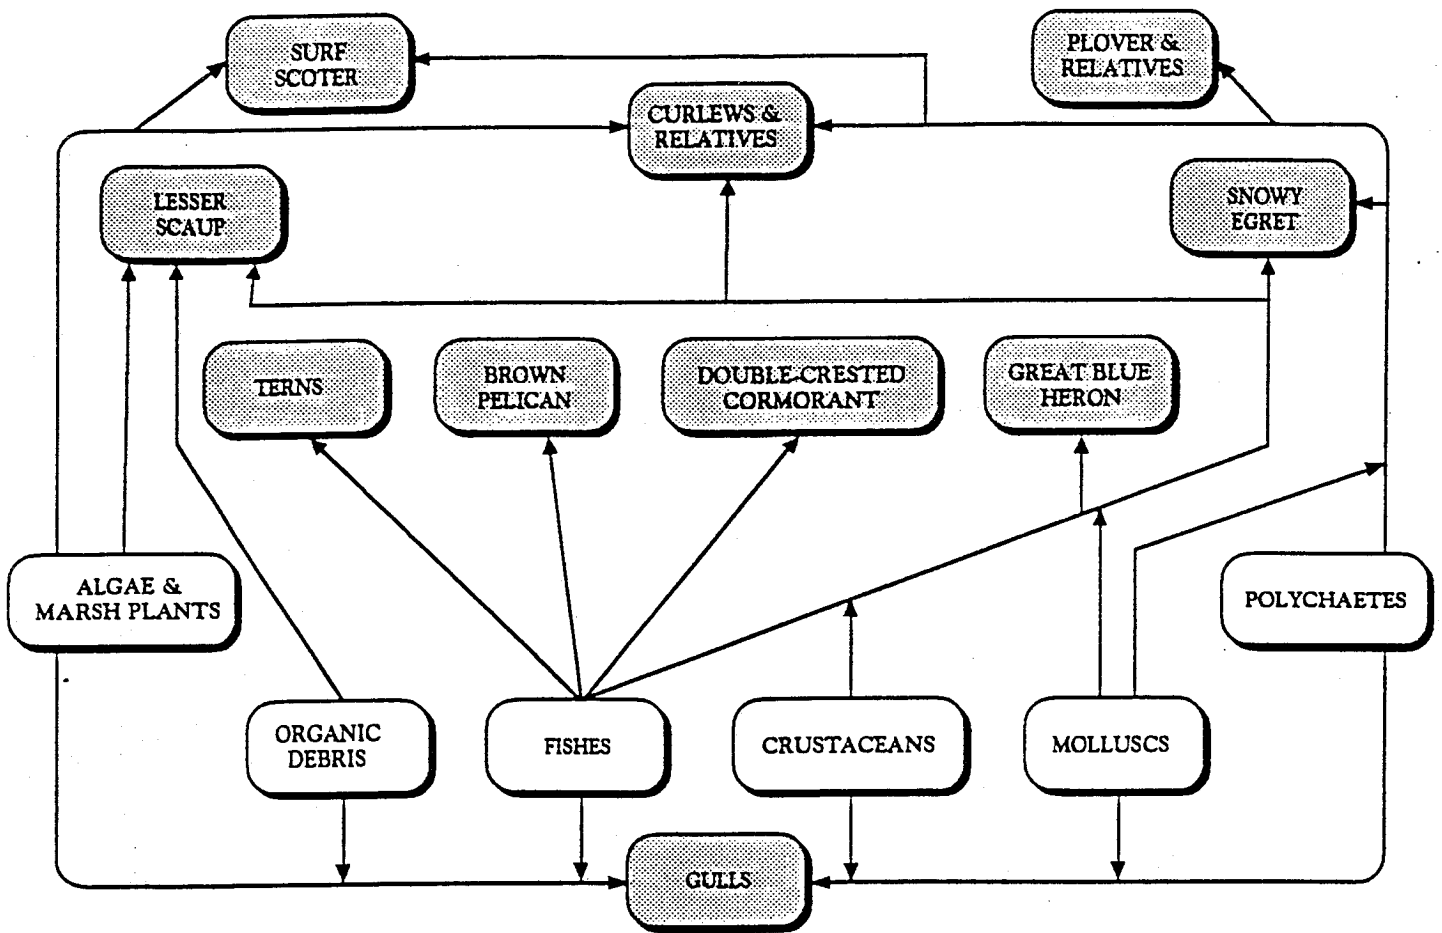 SURF
SCOTER
PLOVER &
RELATIVES
CURLEWS &
RELATIVES
LESSER
SCAUP
SNOWY
EGRET
TERNS
BROWN
PELICAN
DOUBLE-CRESTED
CORMORANT
GREAT BLUE
HERON
ALGAE &
MARSH PLANTS
POLYCHAETES
ORGANIC
DEBRIS
FISHES
CRUSTACEANS
MOLLUSCS
GULLS